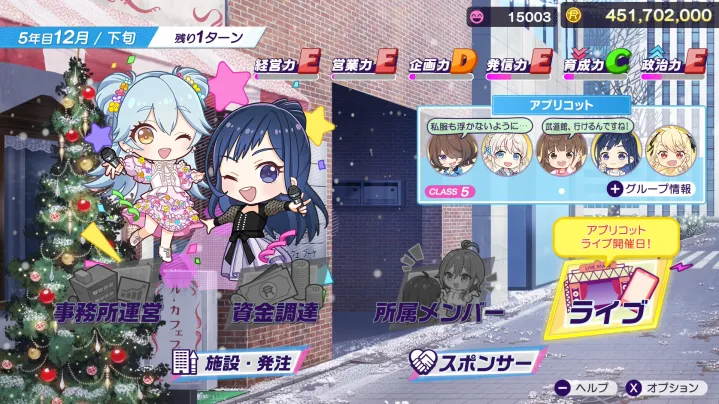 15003
451,702,000
5年目12月 / 下旬
残り1ターン
経営力 E
営業力 E
企画力 D
発信力 E
育成力 C
政治力 E
アプリコット
私服も浮かないように…
武道館、行けるんですね!
CLASS 5
グループ情報
アプリコット
ライブ開催日!
事務所運営
資金調達
所属メンバー
ライブ
施設・発注
スポンサー
ヘルプ
X オプション